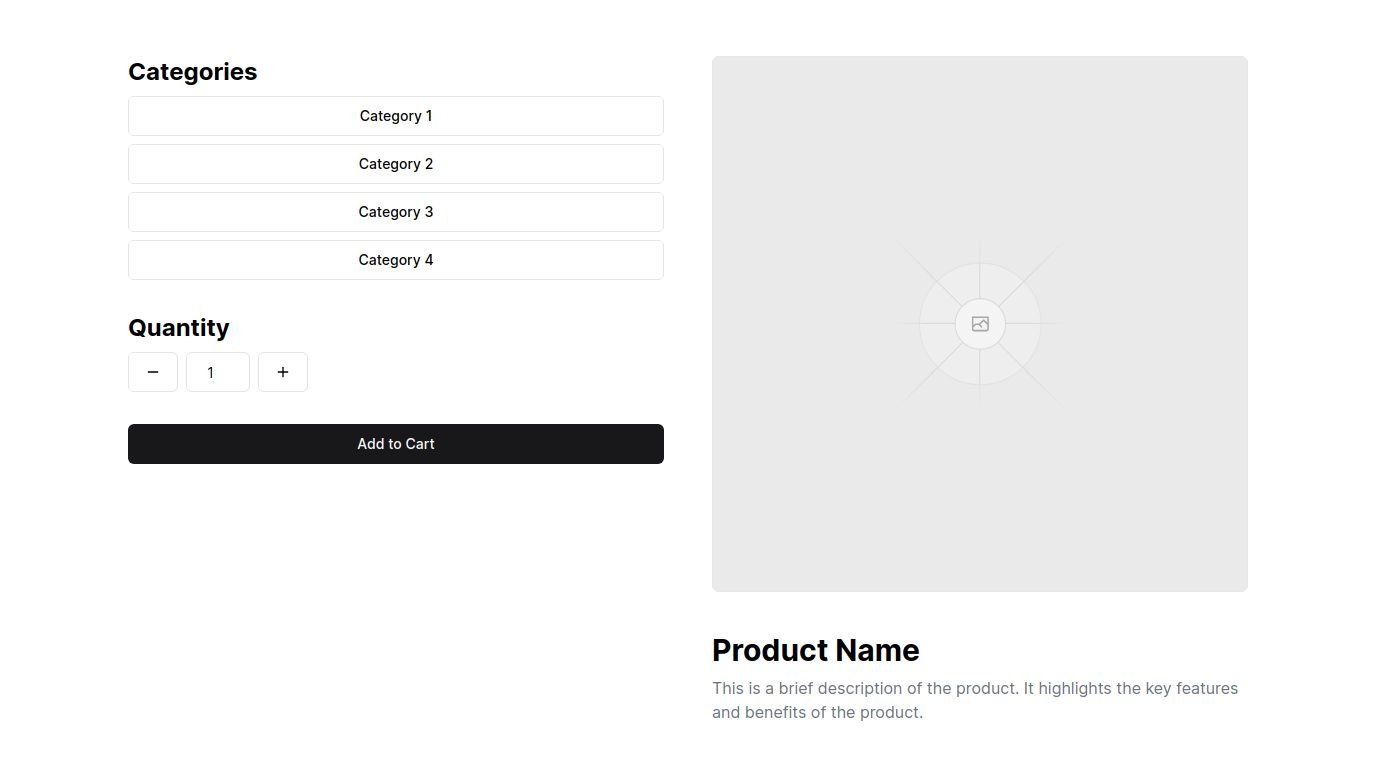 Categories
Category 1
Category 2
Category 3
Category 4
Quantity
1
Add to Cart
Product Name
This is a brief description of the product. It highlights the key features
and benefits of the product.